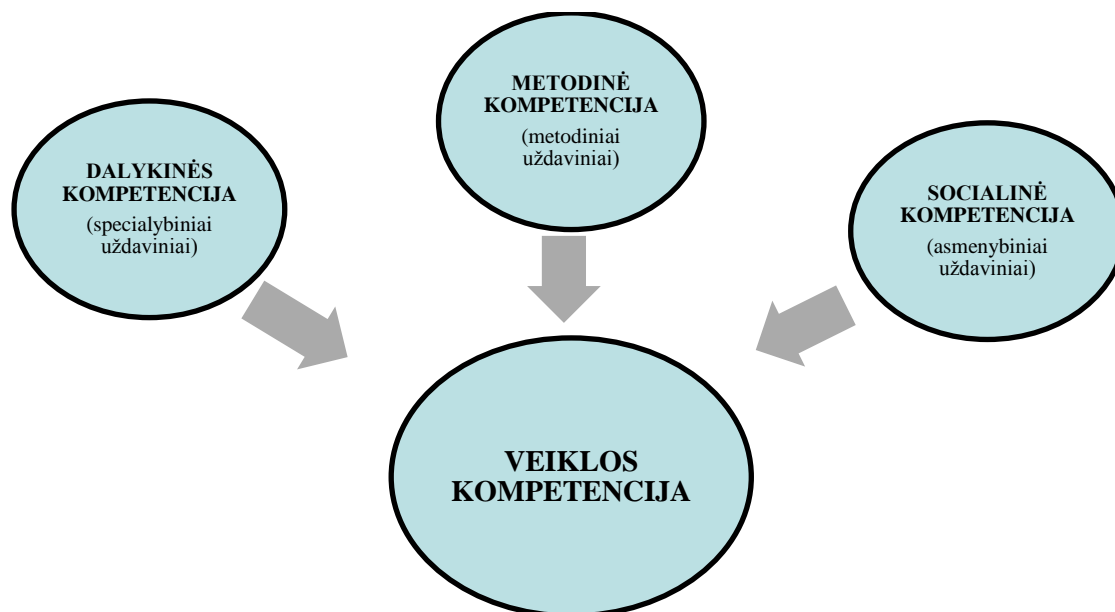 METODINĖ
KOMPETENCIJA
(metodiniai
uždaviniai)
DALYKINĖS
KOMPETENCIJA
(specialybiniai
uždaviniai)
SOCIALINĖ
KOMPETENCIJA
(asmenybiniai
uždaviniai)
VEIKLOS
KOMPETENCIJA